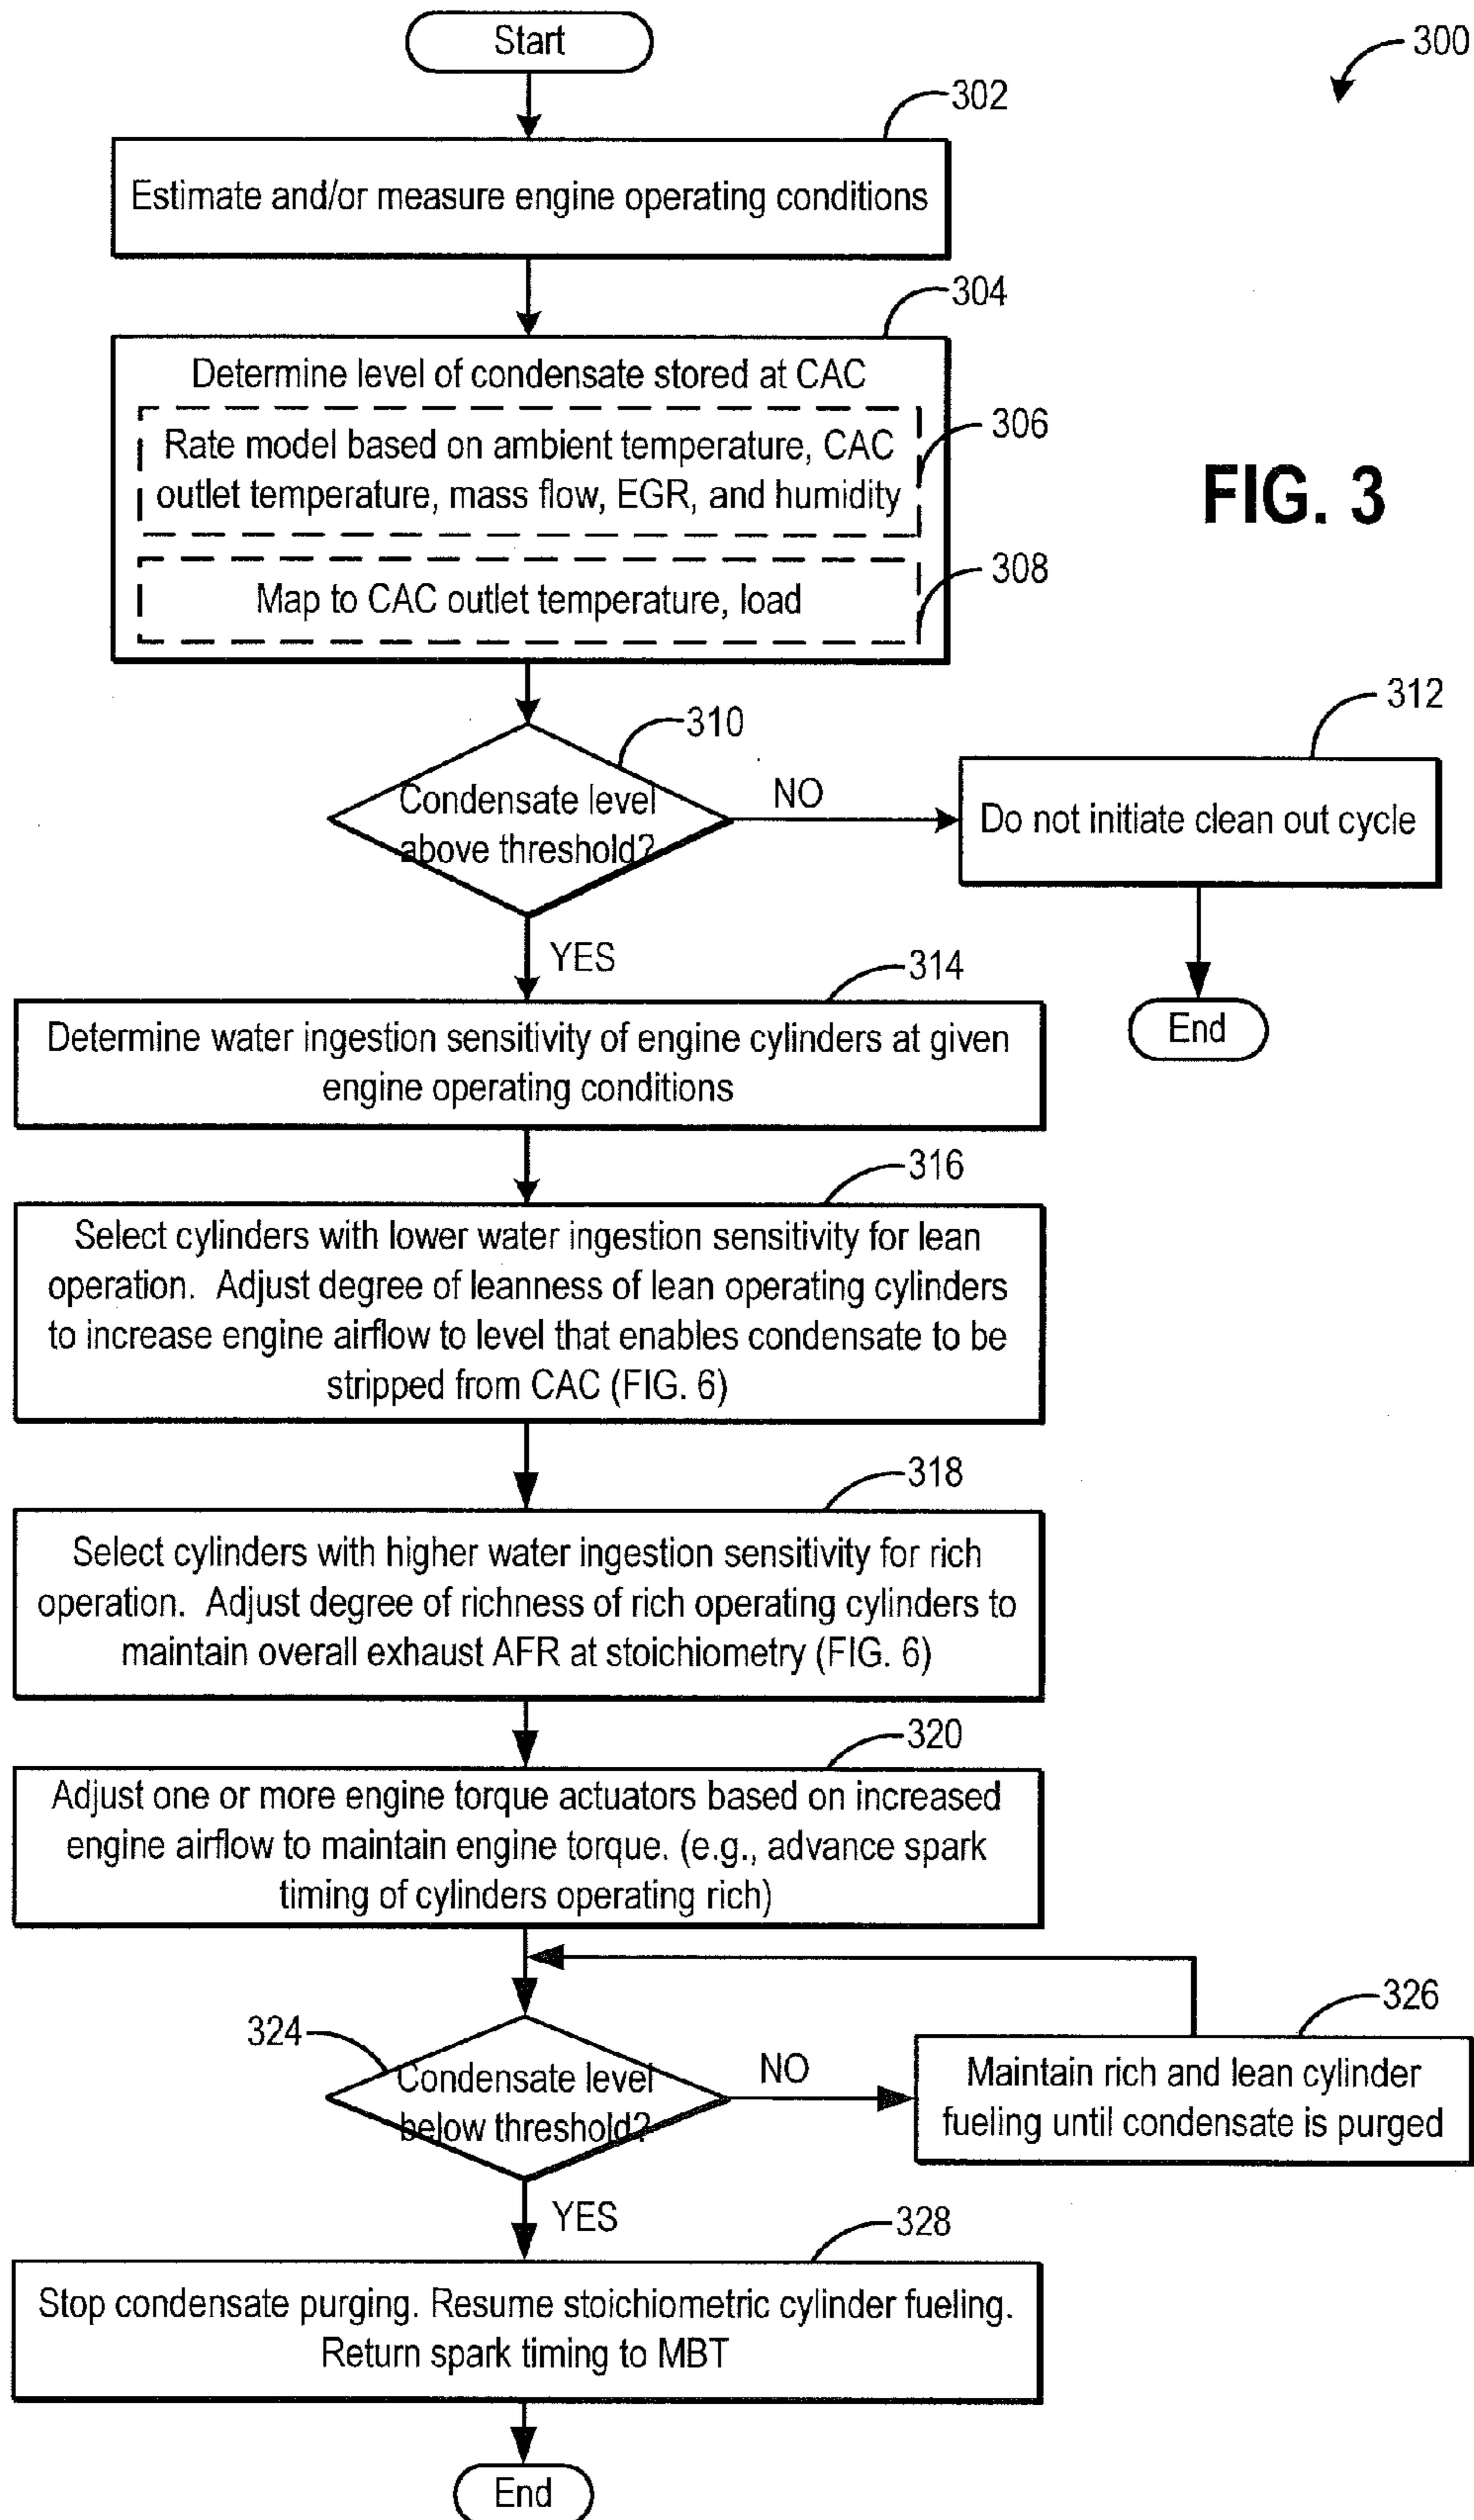 Start
300
302
Estimate and/or measure engine operating conditions
304
Determine level of condensate stored at CAC
306
Rate model based on ambient temperature, CAC
outlet temperature, mass flow, EGR, and humidity
FIG. 3
308
Map to CAC outlet temperature, load
310
312
Condensate level
above threshold?
NO
Do not initiate clean out cycle
YES
End
314
Determine water ingestion sensitivity of engine cylinders at given
engine operating conditions
316
Select cylinders with lower water ingestion sensitivity for lean
operation. Adjust degree of leanness of lean operating cylinders
to increase engine airflow to level that enables condensate to be
stripped from CAC (FIG. 6)
318
Select cylinders with higher water ingestion sensitivity for rich
operation. Adjust degree of richness of rich operating cylinders to
maintain overall exhaust AFR at stoichiometry (FIG. 6)
320
Adjust one or more engine torque actuators based on increased
engine airflow to maintain engine torque. (e.g., advance spark
timing of cylinders operating rich)
324
Condensate level
below threshold?
NO
326
Maintain rich and lean cylinder
fueling until condensate is purged
YES
328
Stop condensate purging. Resume stoichiometric cylinder fueling.
Return spark timing to MBT
End